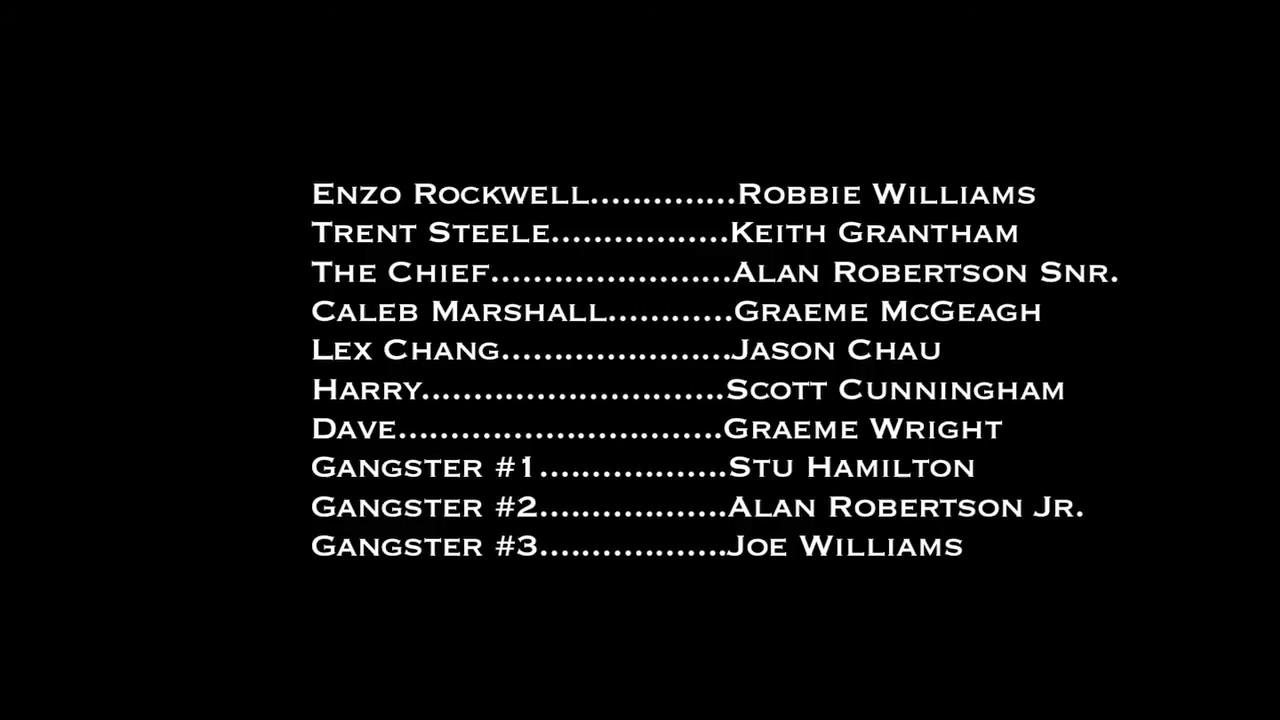 Enzo Rockwell..............Robbie Williams
Trent Steele.................Keith Grantham
The Chief.......................Alan Robertson Snr.
Caleb Marshall............Graeme McGeagh
Lex Chang......................Jason Chau
Harry.............................Scott Cunningham
Dave...............................Graeme Wright
Gangster #1..................Stu Hamilton
Gangster #2..................Alan Robertson Jr.
Gangster #3..................Joe Williams